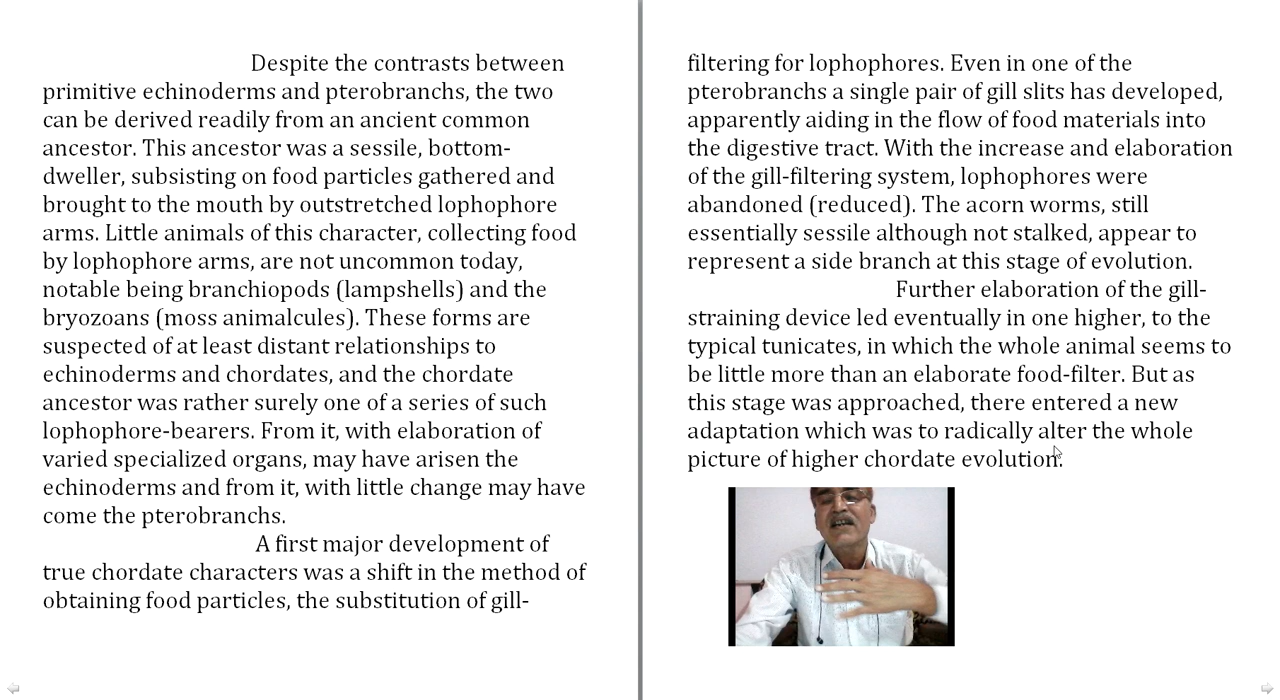 Despite the contrasts between
primitive echinoderms and pterobranchs, the two
can be derived readily from an ancient common
ancestor. This ancestor was a sessile, bottom-
dweller, subsisting on food particles gathered and
brought to the mouth by outstretched lophophore
arms. Little animals of this character, collecting food
by lophophore arms, are not uncommon today,
notable being branchiopods (lampshells) and the
bryozoans (moss animalcules). These forms are
suspected of at least distant relationships to
echinoderms and chordates, and the chordate
ancestor was rather surely one of a series of such
lophophore-bearers. From it, with elaboration of
varied specialized organs, may have arisen the
echinoderms and from it, with little change may have
come the pterobranchs.
A first major development of
true chordate characters was a shift in the method of
obtaining food particles, the substitution of gill-
filtering for lophophores. Even in one of the
pterobranchs a single pair of gill slits has developed,
apparently aiding in the flow of food materials into
the digestive tract. With the increase and elaboration
of the gill-filtering system, lophophores were
abandoned (reduced). The acorn worms, still
essentially sessile although not stalked, appear to
represent a side branch at this stage of evolution.
Further elaboration of the gill-
straining device led eventually in one higher, to the
typical tunicates, in which the whole animal seems to
be little more than an elaborate food-filter. But as
this stage was approached, there entered a new
adaptation which was to radically alter the whole
picture of higher chordate evolution.